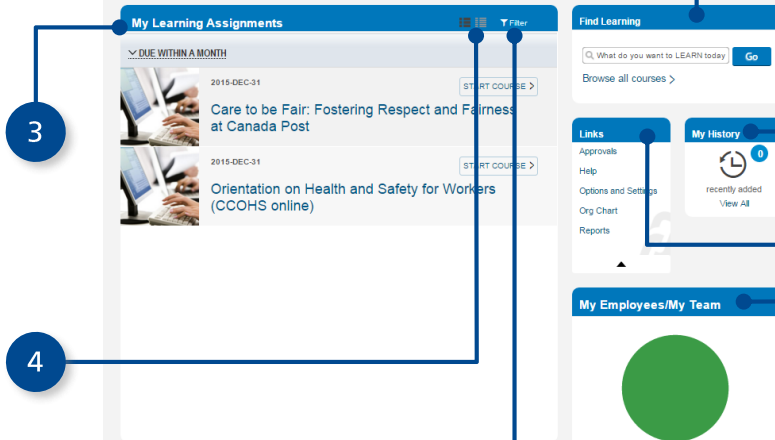 My Learning Assignments
Filter
DUE WITHIN A MONTH
2015-DEC-31
START COURSE >
Care to be Fair: Fostering Respect and Fairness
at Canada Post
2015-DEC-31
START COURSE >
Orientation on Health and Safety for Workers
(CCOHS online)
3
4
Find Learning
What do you want to LEARN today
Go
Browse all courses >
Links
Approvals
Help
Options and Settings
Org Chart
Reports
My History
0
recently added
View All
My Employees/My Team